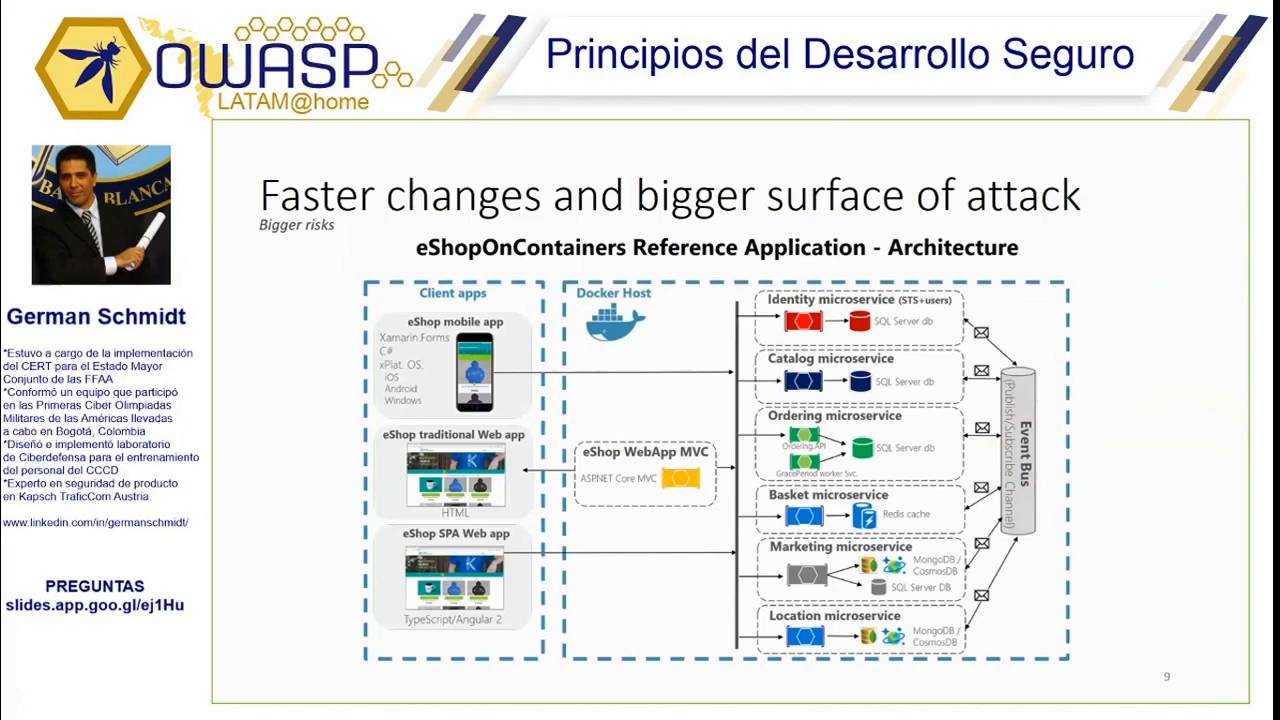 OWASP
LATAM@home
Principios del Desarrollo Seguro
BA BLANCA
German Schmidt
*Estuvo a cargo de la implementación
del CERT para el Estado Mayor
Conjunto de las FFAA
*Conformó un equipo que participó
en las Primeras Ciber Olimpiadas
Militares de las Américas llevadas
a cabo en Bogotá, Colombia
*Diseñó e implementó laboratorio
de Ciberdefensa para el entrenamiento
del personal del CCCD
*Experto en seguridad de producto
en Kapsch TraficCom Austria.
www.linkedin.com/in/germanschmidt/
PREGUNTAS
slides.app.goo.gl/ej1Hu
Faster changes and bigger surface of attack
Bigger risks
eShopOnContainers Reference Application - Architecture
Client apps
eShop mobile app
Xamarin.Forms
C#
xPlat. OS:
iOS
Android
Windows
eShop traditional Web app
HTML
eShop SPA Web app
TypeScript/Angular 2
Docker Host
eShop WebApp MVC
ASP.NET Core MVC
Identity microservice (STS+users)
SQL Server db
Catalog microservice
SQL Server db
Ordering microservice
Ordering.API
SQL Server db
GracePeriod worker Svc.
Basket microservice
Redis cache
Marketing microservice
MongoDB /
CosmosDB
SQL Server DB
Location microservice
MongoDB /
CosmosDB
Event Bus
(Publish/Subscribe Channel)
9